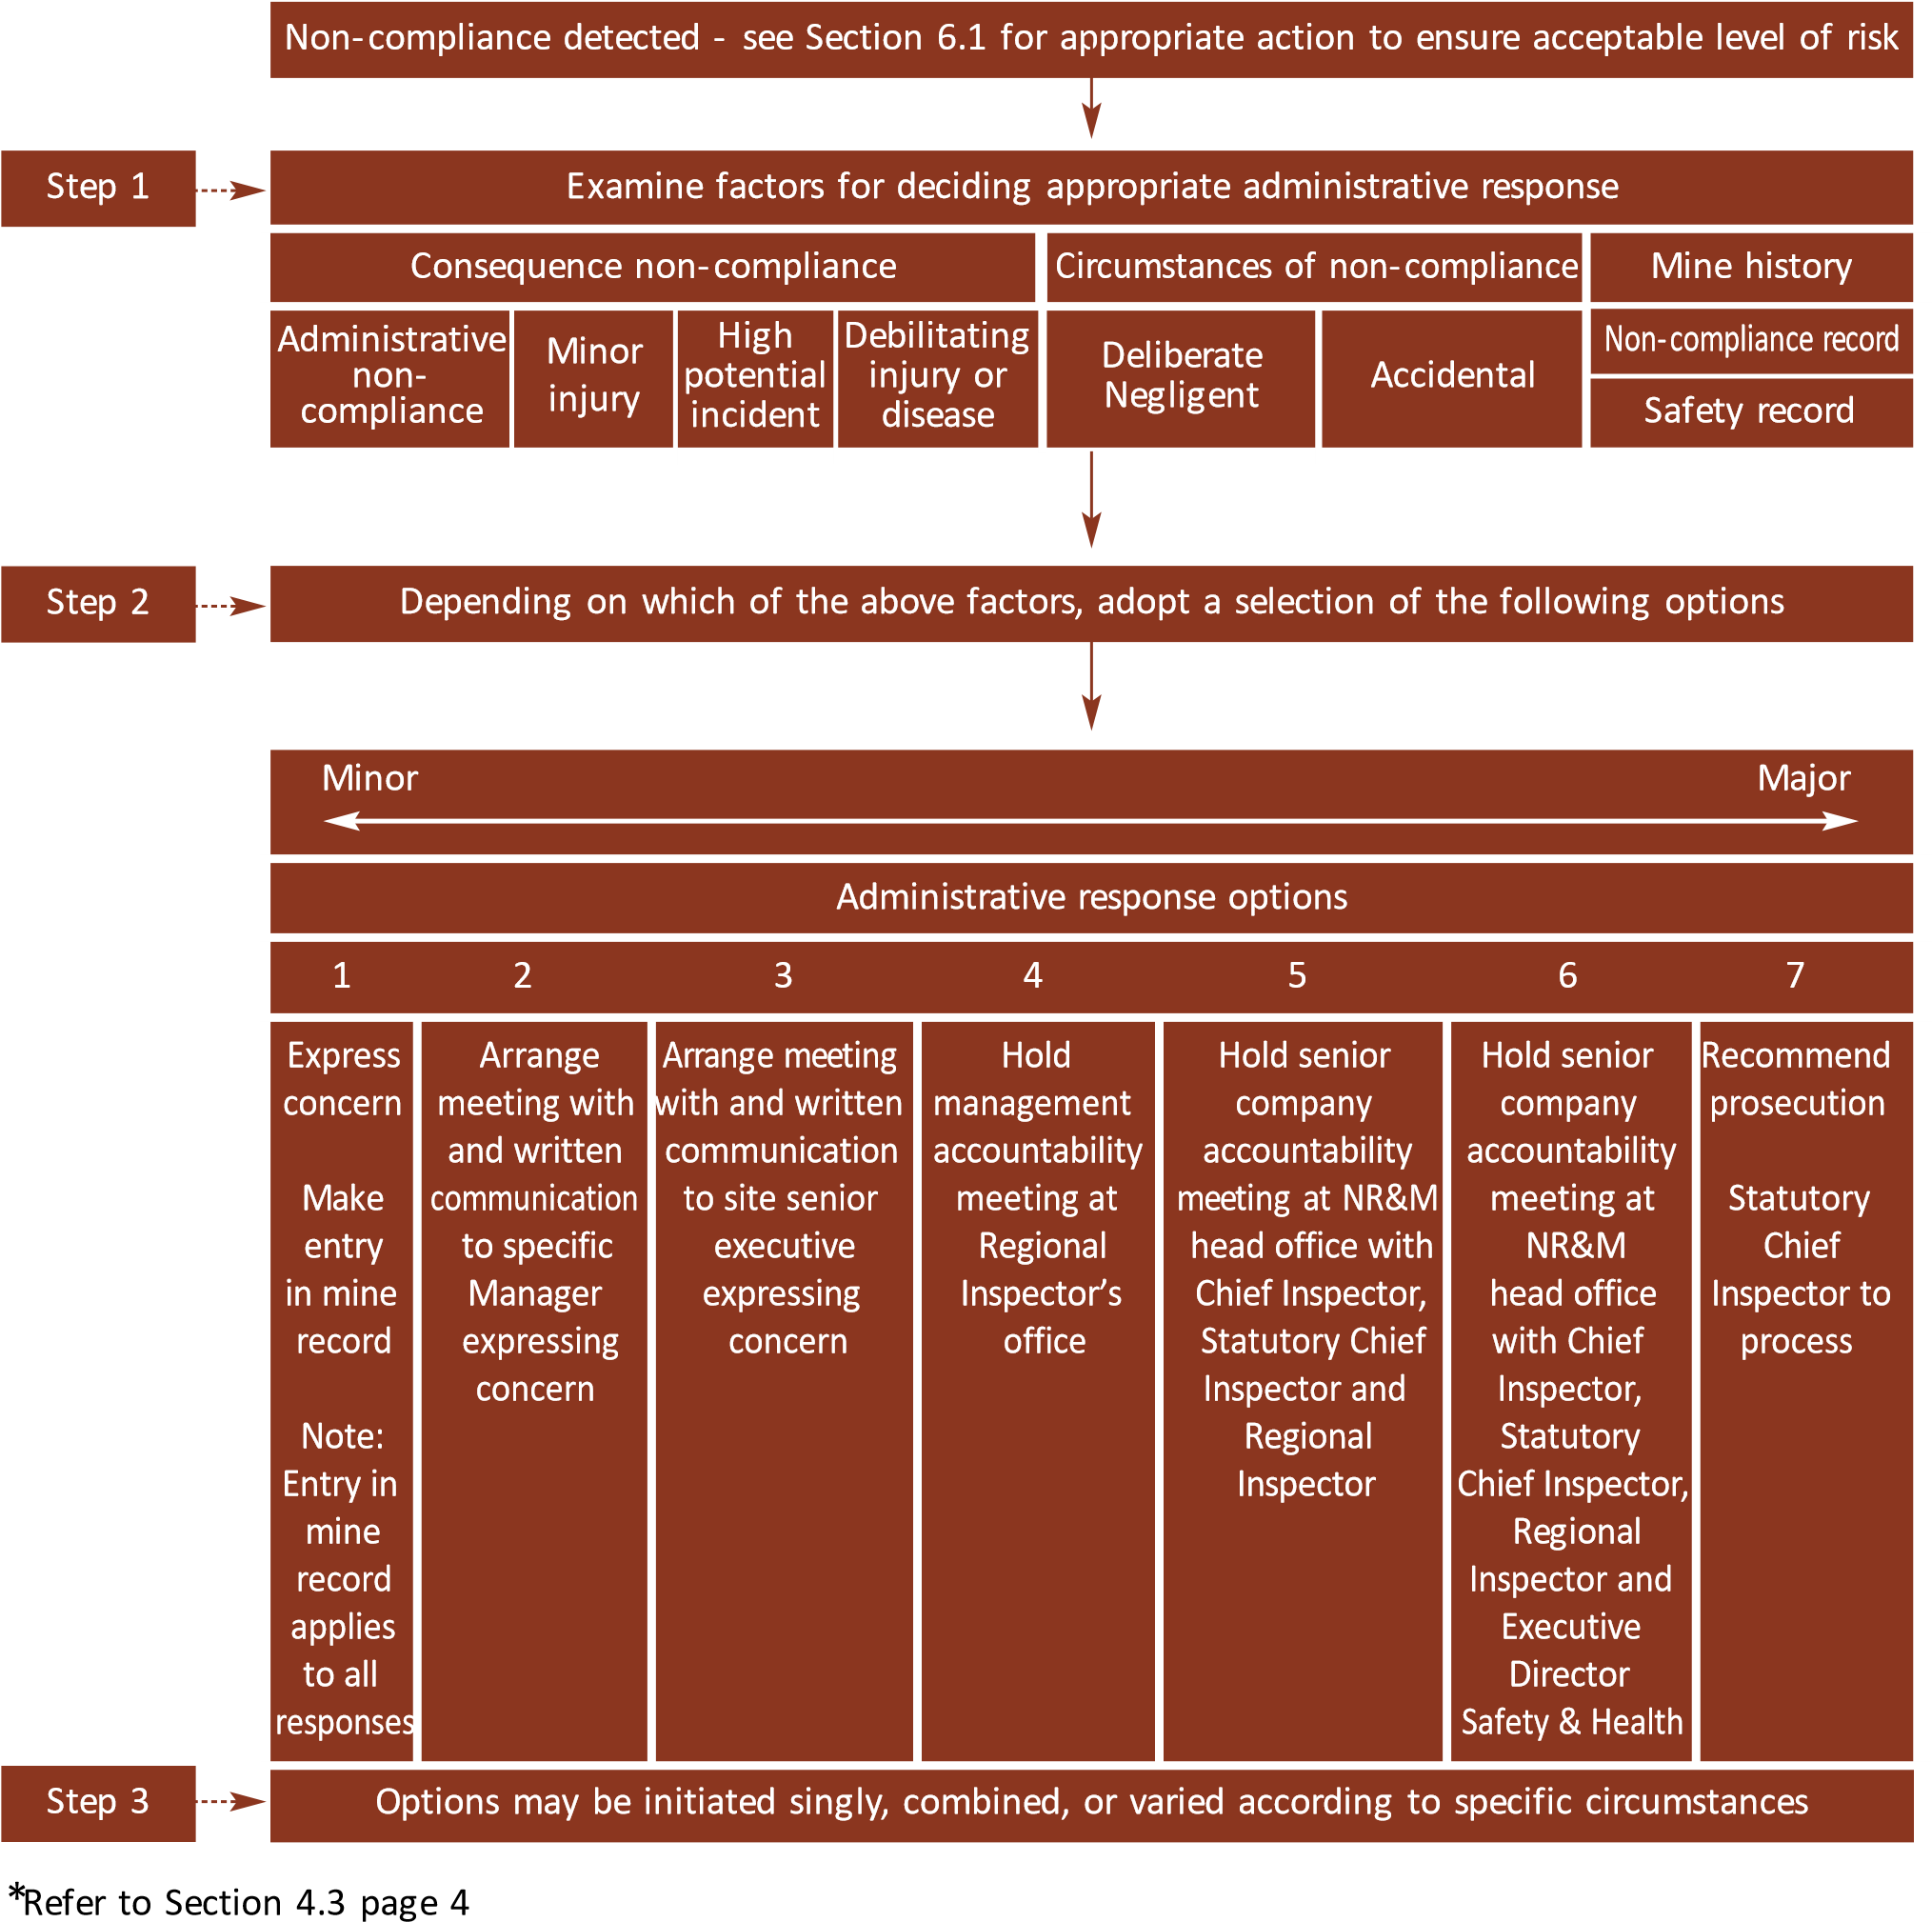 Non-compliance detected - see Section 6.1 for appropriate action to ensure acceptable level of risk
Step 1
Examine factors for deciding appropriate administrative response
Consequence non-compliance
Circumstances of non-compliance
Mine history
Administrative
non-
compliance
Minor
injury
High
potential
incident
Debilitating
injury or
disease
Deliberate
Negligent
Accidental
Non-compliance record
Safety record
Step 2
Depending on which of the above factors, adopt a selection of the following options
Minor
Major
Administrative response options
1
2
3
4
5
6
7
Express
concern
Make
entry
in mine
record
Note:
Entry in
mine
record
applies
to all
responses
Arrange
meeting with
and written
communication
to specific
Manager
expressing
concern
Arrange meeting
with and written
communication
to site senior
executive
expressing
concern
Hold
management
accountability
meeting at
Regional
Inspector’s
office
Hold senior
company
accountability
meeting at NR&M
head office with
Chief Inspector,
Statutory Chief
Inspector and
Regional
Inspector
Hold senior
company
accountability
meeting at
NR&M
head office
with Chief
Inspector,
Statutory
Chief Inspector,
Regional
Inspector and
Executive
Director
Safety & Health
Recommend
prosecution
Statutory
Chief
Inspector to
process
Step 3
Options may be initiated singly, combined, or varied according to specific circumstances
*Refer to Section 4.3 page 4